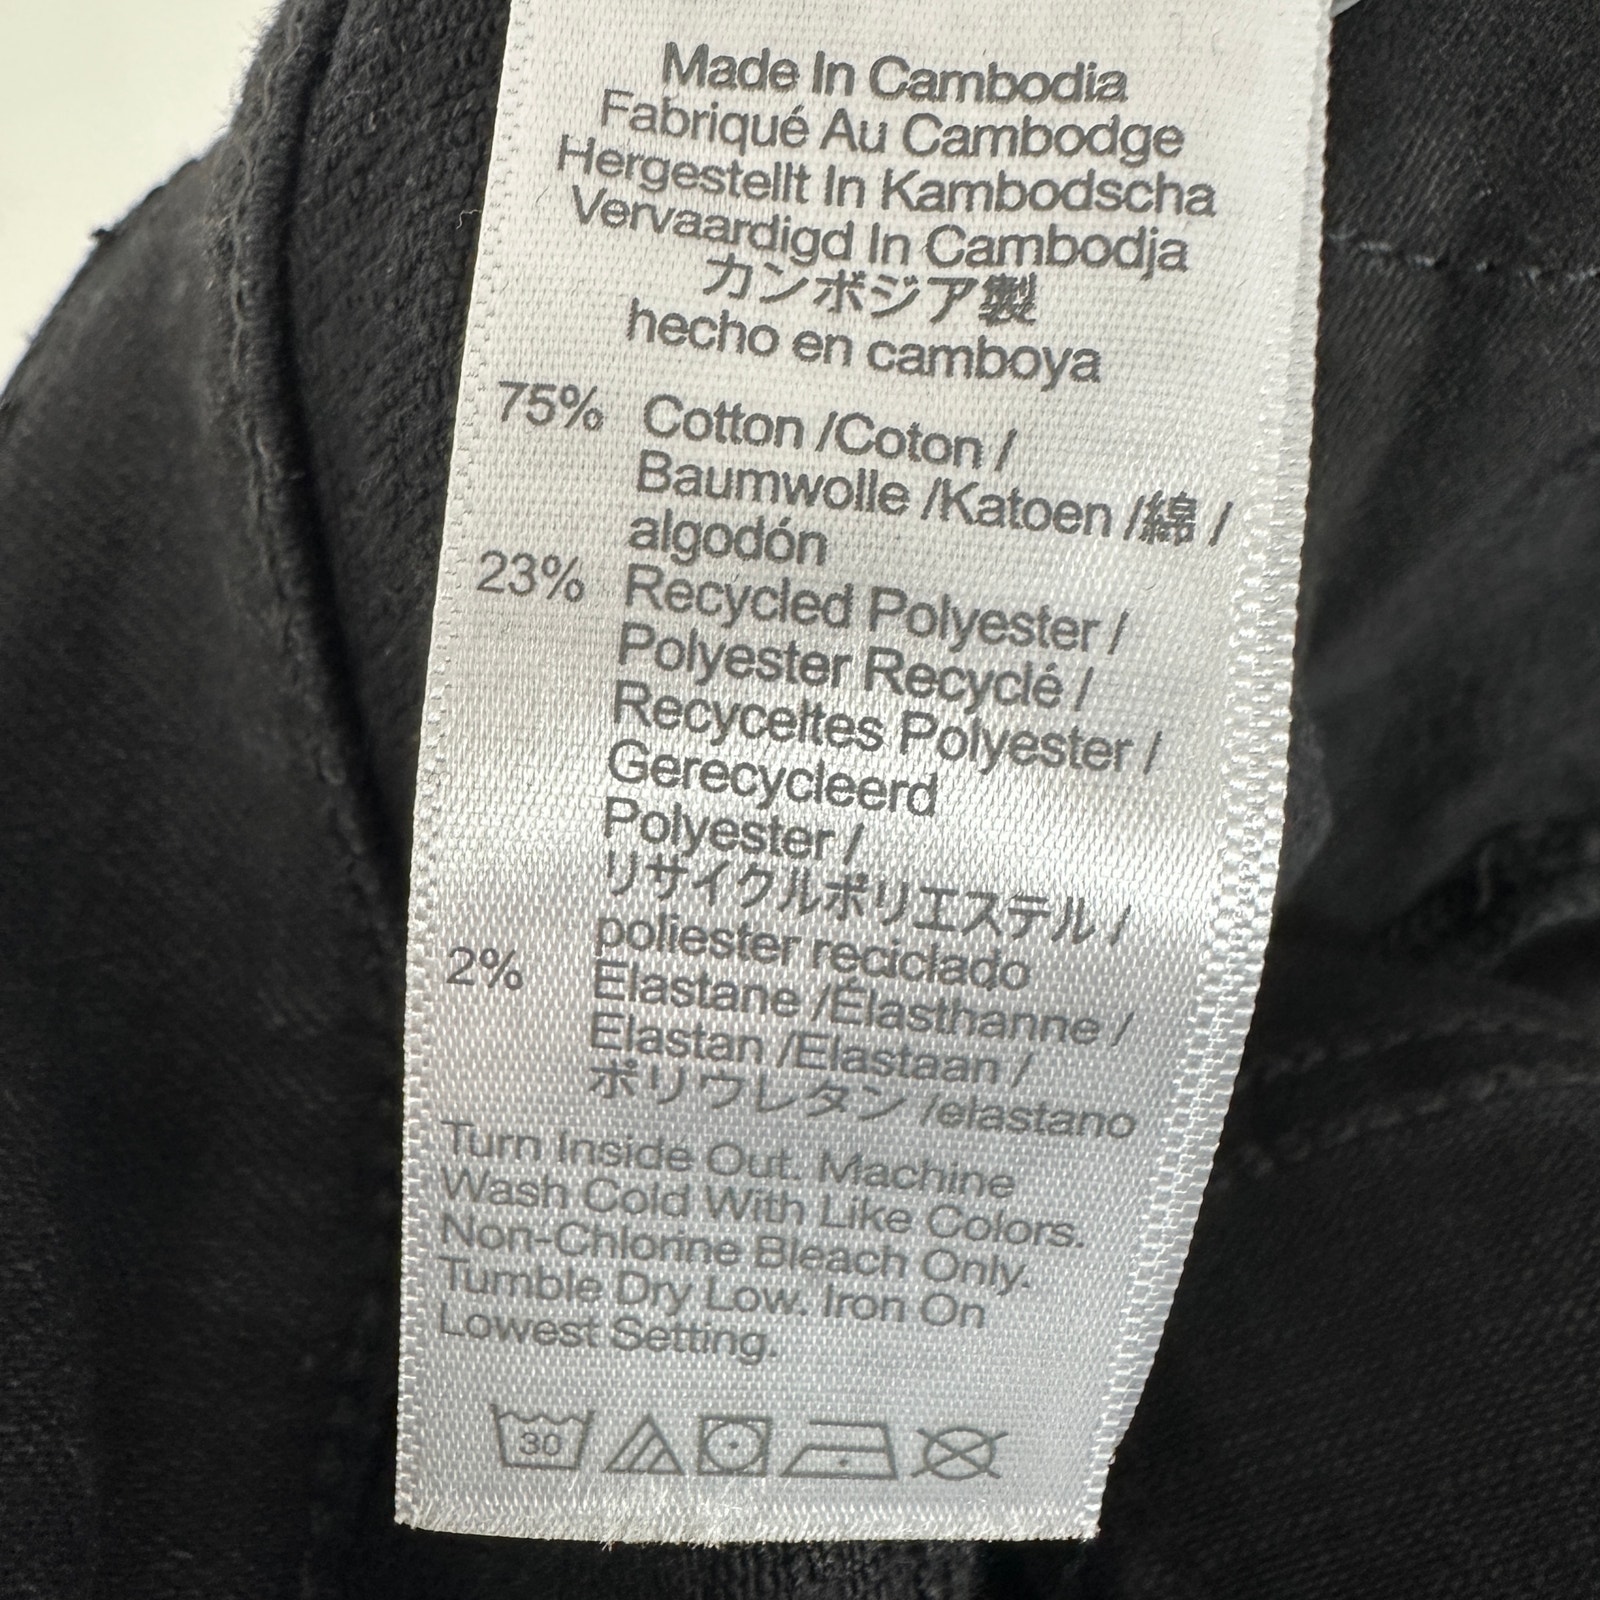 Made In Cambodia
Fabriqué Au Cambodge
Hergestellt In Kambodscha
Vervaardigd In Cambodja
カンボジア製
hecho en camboya
75% Cotton /Coton /
Baumwolle /Katoen /綿 /
algodón
23% Recycled Polyester /
Polyester Recyclé /
Recyceltes Polyester /
Gerecycleerd
Polyester /
リサイクルポリエステル /
poliester reciclado
2% Elastane /Élasthanne /
Elastan /Elastaan /
ポリウレタン /elastano
Turn Inside Out. Machine
Wash Cold With Like Colors.
Non-Chlorine Bleach Only.
Tumble Dry Low. Iron On
Lowest Setting.
30